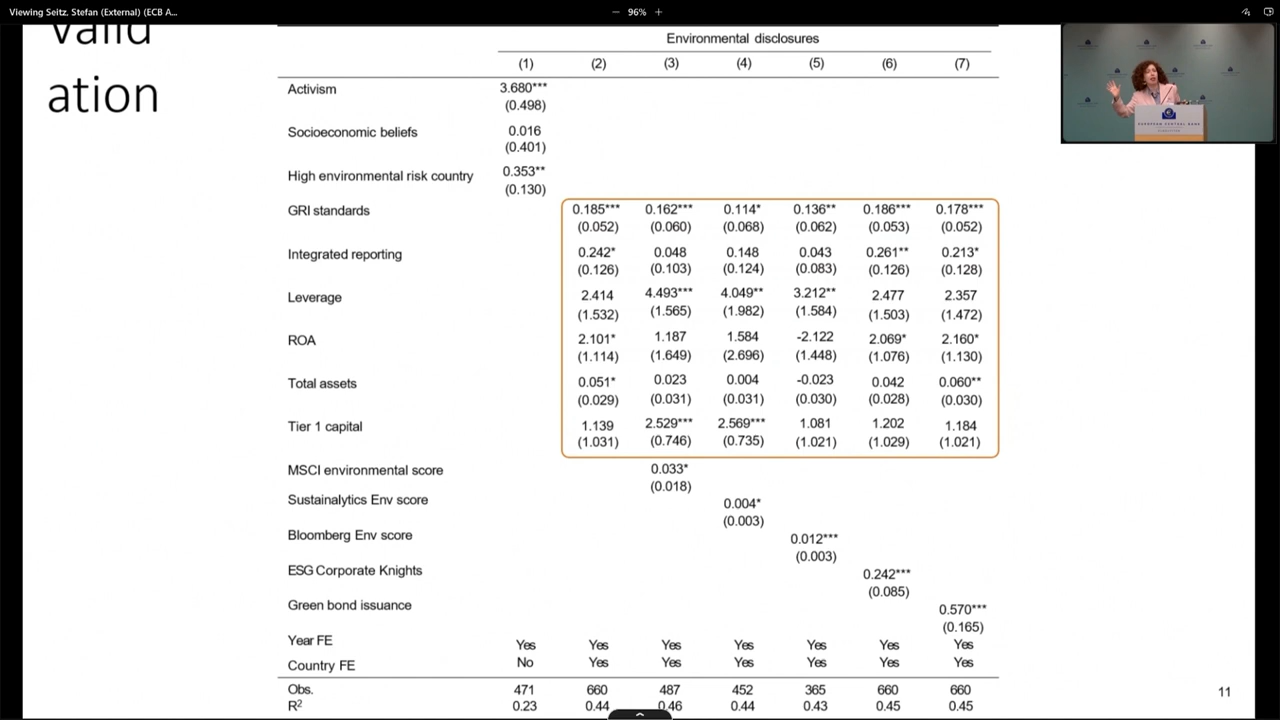 Viewing Seitz, Stefan (External) (ECB A...
96%
valid
ation
Environmental disclosures
(1) (2) (3) (4) (5) (6) (7)
Activism 3.680***
(0.498)
Socioeconomic beliefs 0.016
(0.401)
High environmental risk country 0.353**
(0.130)
GRI standards 0.185*** 0.162*** 0.114* 0.136** 0.186*** 0.178***
(0.052) (0.060) (0.068) (0.062) (0.053) (0.052)
Integrated reporting 0.242* 0.048 0.148 0.043 0.261** 0.213*
(0.126) (0.103) (0.124) (0.083) (0.126) (0.128)
Leverage 2.414 4.493*** 4.049** 3.212** 2.477 2.357
(1.532) (1.565) (1.982) (1.584) (1.503) (1.472)
ROA 2.101* 1.187 1.584 -2.122 2.069* 2.160*
(1.114) (1.649) (2.696) (1.448) (1.076) (1.130)
Total assets 0.051* 0.023 0.004 -0.023 0.042 0.060**
(0.029) (0.031) (0.031) (0.030) (0.028) (0.030)
Tier 1 capital 1.139 2.529*** 2.569*** 1.081 1.202 1.184
(1.031) (0.746) (0.735) (1.021) (1.029) (1.021)
MSCI environmental score 0.033*
(0.018)
Sustainalytics Env score 0.004*
(0.003)
Bloomberg Env score 0.012***
(0.003)
ESG Corporate Knights 0.242***
(0.085)
Green bond issuance 0.570***
(0.165)
Year FE Yes Yes Yes Yes Yes Yes Yes
Country FE No Yes Yes Yes Yes Yes Yes
Obs. 471 660 487 452 365 660 660
R2 0.23 0.44 0.46 0.44 0.43 0.45 0.45
11
EUROPEAN CENTRAL BANK